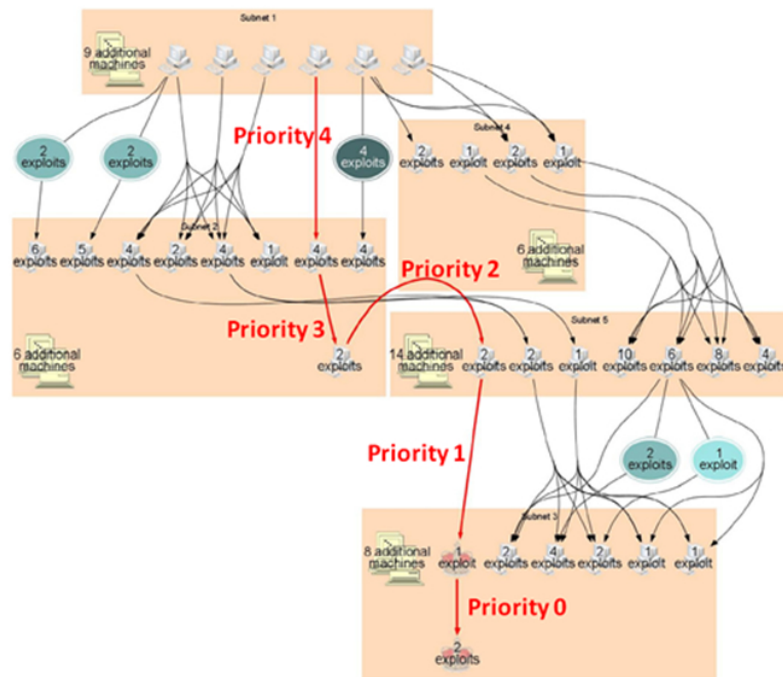 Subnet 1
9 additional
machines
Priority 4
2
exploits
2
exploits
4
exploits
Subnet 4
2
exploits
1
exploit
2
exploits
1
exploit
6 additional
machines
Subnet 2
6
exploits
5
exploits
4
exploits
2
exploits
4
exploits
1
exploit
4
exploits
4
exploits
Priority 2
Priority 3
6 additional
machines
2
exploits
Subnet 5
14 additional
machines
2
exploits
2
exploits
1
exploit
10
exploits
6
exploits
8
exploits
4
exploits
Priority 1
2
exploits
1
exploit
Subnet 3
8 additional
machines
1
exploit
2
exploits
4
exploits
2
exploits
1
exploit
1
exploit
Priority 0
2
exploits